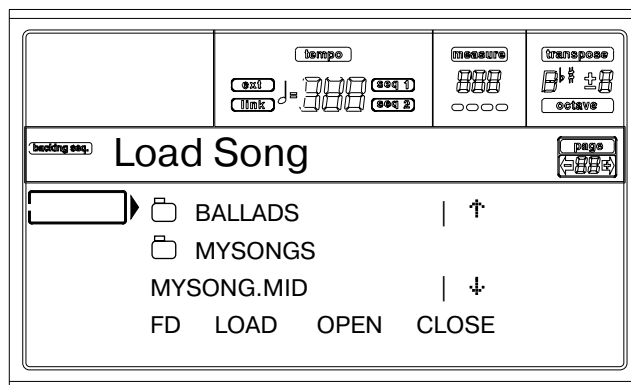 tempo
measure
transpose
ext
seq 1
link
seq 2
octave
backing seq.
Load Song
page
BALLADS
MYSONGS
MYSONG.MID
FD LOAD OPEN CLOSE